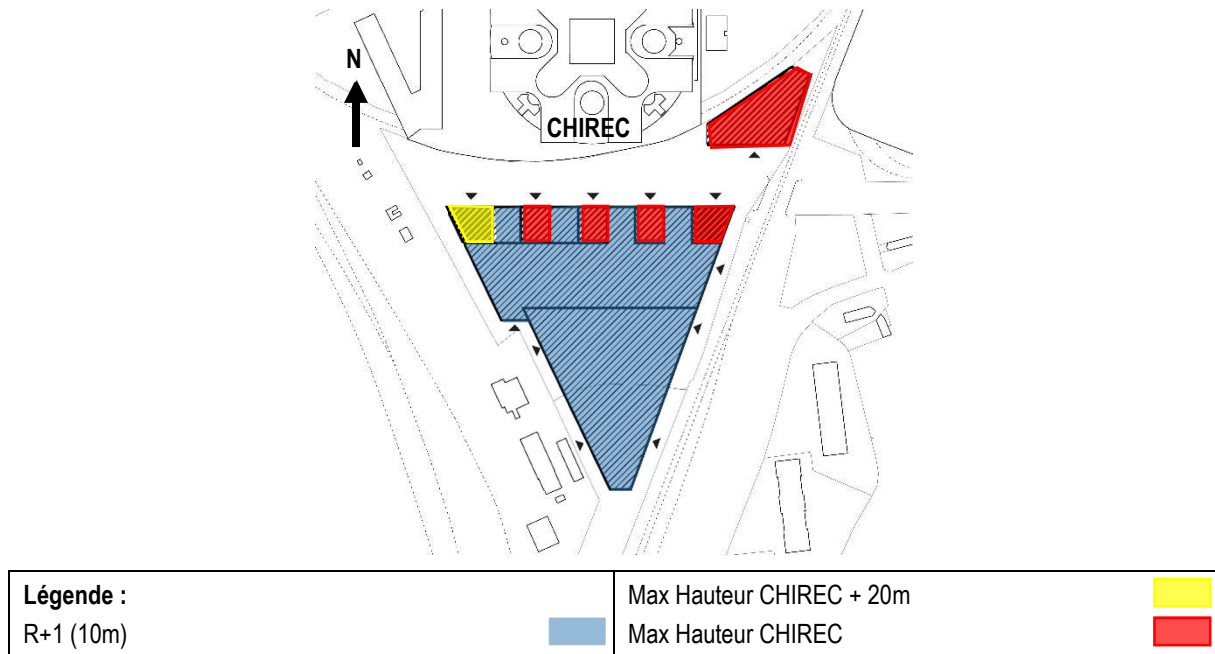 N
CHIREC
Légende :
R+1 (10m)
Max Hauteur CHIREC + 20m
Max Hauteur CHIREC